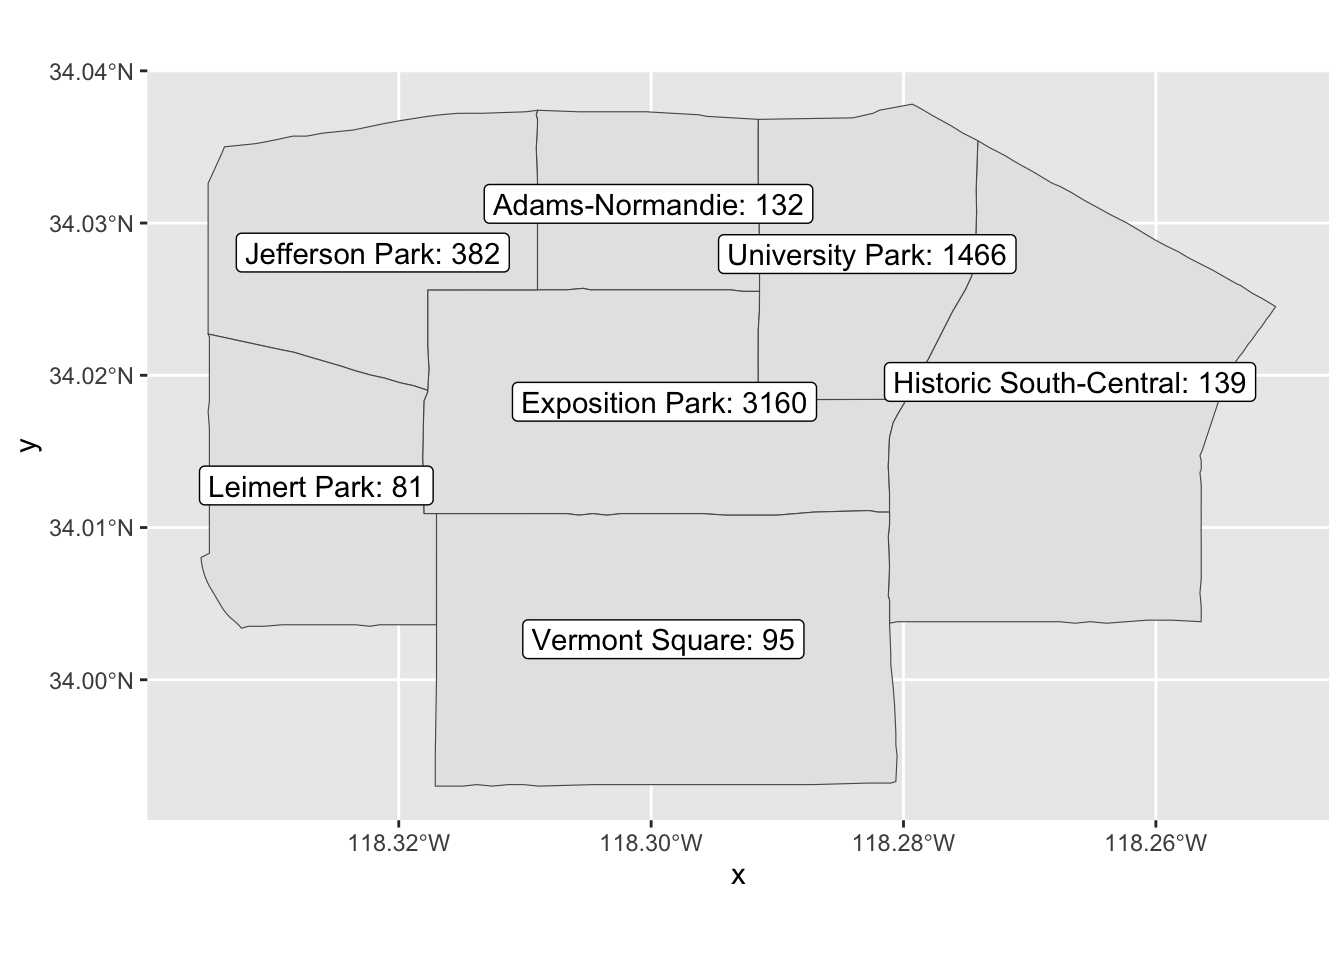 34.04°N
34.03°N
34.02°N
34.01°N
34.00°N
y
Adams-Normandie: 132
Jefferson Park: 382
University Park: 1466
Historic South-Central: 139
Exposition Park: 3160
Leimert Park: 81
Vermont Square: 95
118.32°W
118.30°W
118.28°W
118.26°W
x